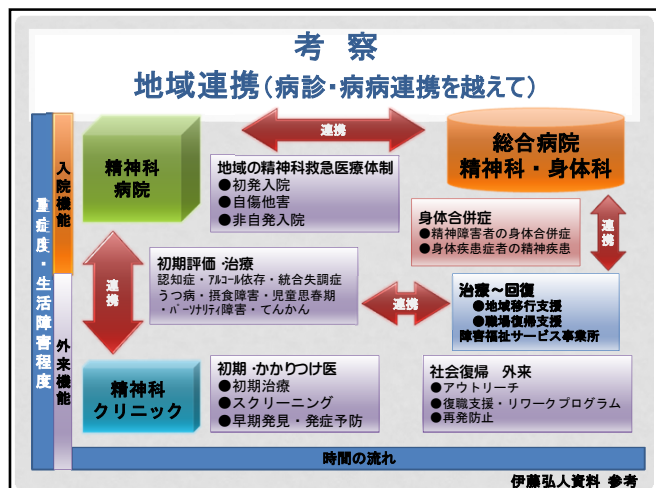 考 察
地域連携(病診・病病連携を越えて)
重症度・生活障害程度
入院機能
外来機能
精神科
病院
連携
総合病院
精神科・身体科
地域の精神科救急医療体制
●初発入院
●自傷他害
●非自発入院
身体合併症
●精神障害者の身体合併症
●身体疾患症者の精神疾患
連携
連携
初期評価・治療
認知症・アルコール依存・統合失調症
うつ病・摂食障害・児童思春期
・パーソナリティ障害・てんかん
連携
治療~回復
●地域移行支援
●職場復帰支援
障害福祉サービス事業所
精神科
クリニック
初期・かかりつけ医
●初期治療
●スクリーニング
●早期発見・発症予防
社会復帰 外来
●アウトリーチ
●復職支援・リワークプログラム
●再発防止
時間の流れ
伊藤弘人資料 参考